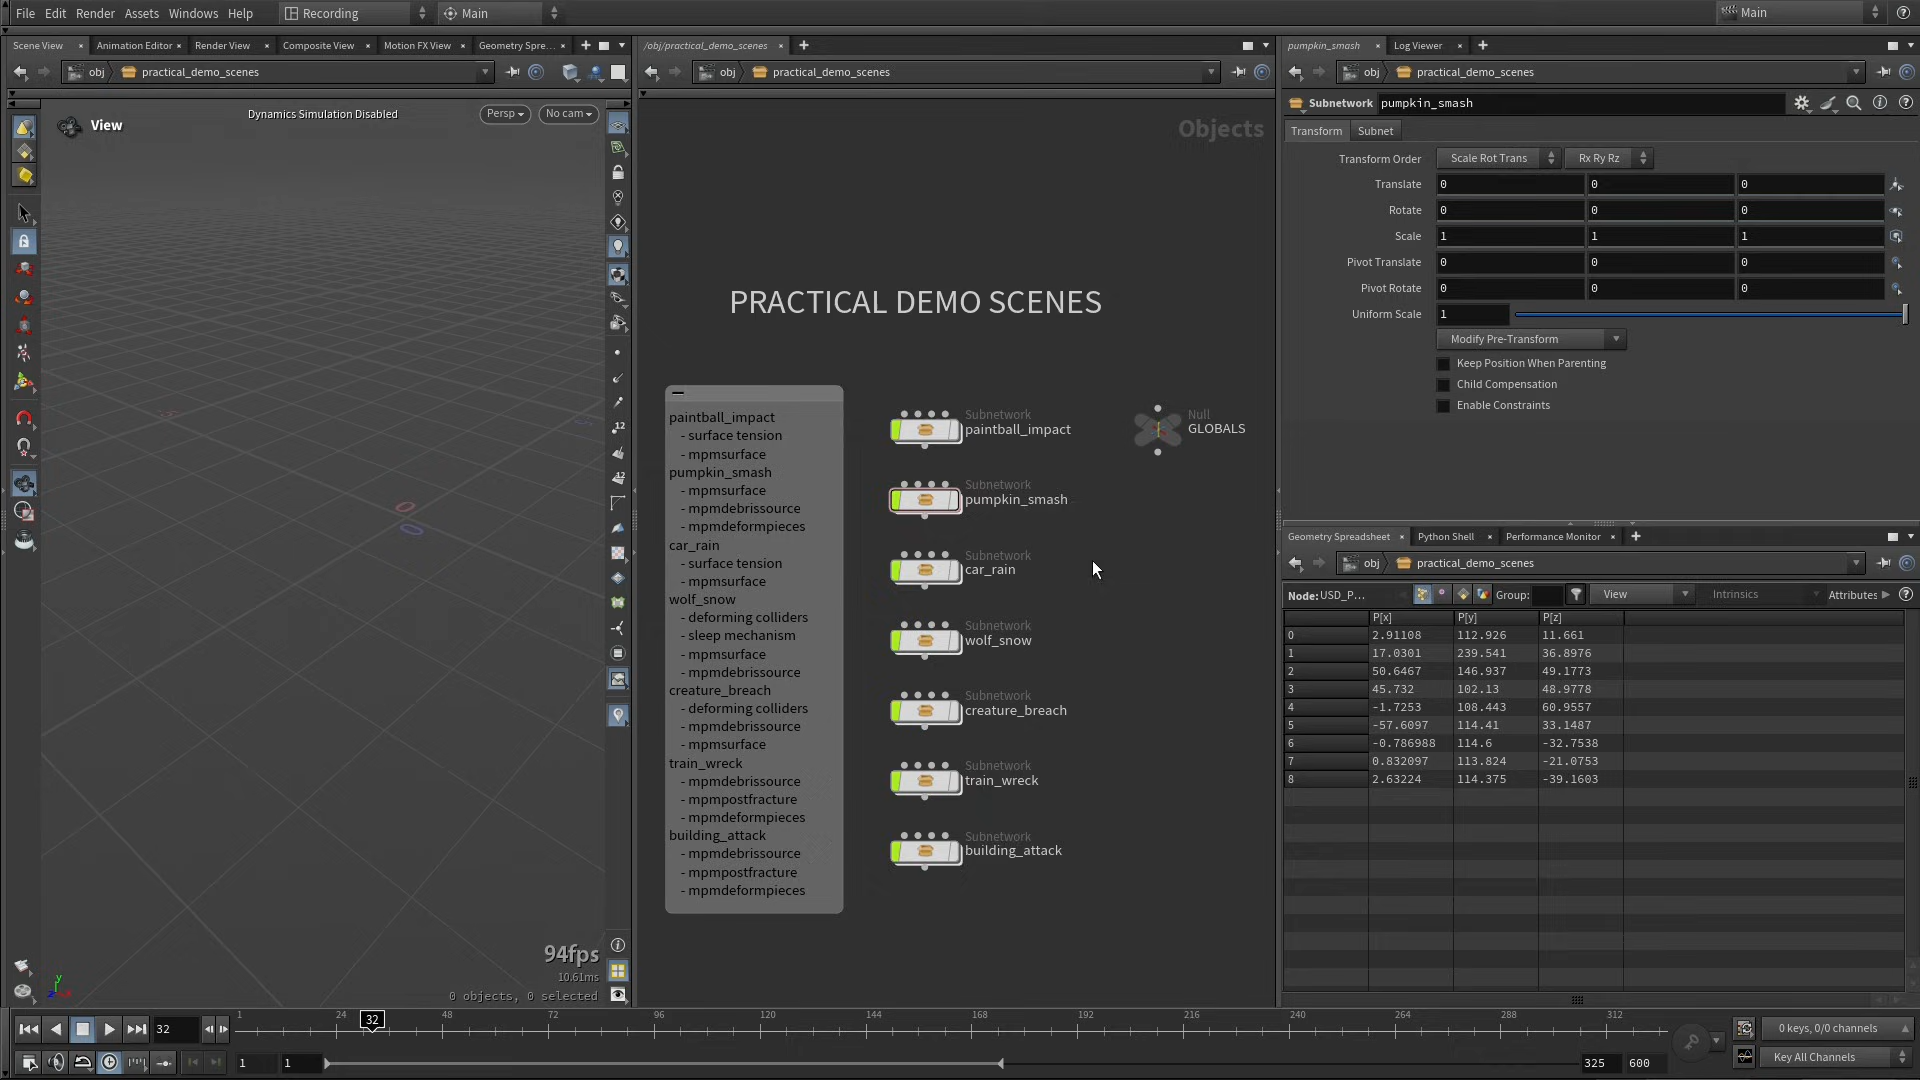 File Edit Render Assets Windows Help Recording Main Main
Scene View Animation Editor Render View Composite View Motion FX View Geometry Spre...
obj practical_demo_scenes
View
Dynamics Simulation Disabled
Persp No cam
94fps
10.61ms
0 objects, 0 selected
/obj/practical_demo_scenes
obj practical_demo_scenes
Objects
PRACTICAL DEMO SCENES
paintball_impact
- surface tension
- mpmsurface
pumpkin_smash
- mpmsurface
- mpmdebrissource
- mpmdeformpieces
car_rain
- surface tension
- mpmsurface
wolf_snow
- deforming colliders
- sleep mechanism
- mpmsurface
- mpmdebrissource
creature_breach
- deforming colliders
- mpmdebrissource
- mpmsurface
train_wreck
- mpmdebrissource
- mpmpostfracture
- mpmdeformpieces
building_attack
- mpmdebrissource
- mpmpostfracture
- mpmdeformpieces
Subnetwork
paintball_impact
Null
GLOBALS
Subnetwork
pumpkin_smash
Subnetwork
car_rain
Subnetwork
wolf_snow
Subnetwork
creature_breach
Subnetwork
train_wreck
Subnetwork
building_attack
pumpkin_smash Log Viewer
obj practical_demo_scenes
Subnetwork pumpkin_smash
Transform Subnet
Transform Order Scale Rot Trans Rx Ry Rz
Translate 0 0 0
Rotate 0 0 0
Scale 1 1 1
Pivot Translate 0 0 0
Pivot Rotate 0 0 0
Uniform Scale 1
Modify Pre-Transform
Keep Position When Parenting
Child Compensation
Enable Constraints
Geometry Spreadsheet Python Shell Performance Monitor
obj practical_demo_scenes
Node: USD_P... Group: View Intrinsics Attributes
P[x] P[y] P[z]
0 2.91108 112.926 11.661
1 17.0301 239.541 36.8976
2 50.6467 146.937 49.1773
3 45.732 102.13 48.9778
4 -1.7253 108.443 60.9557
5 -57.6097 114.41 33.1487
6 -0.786988 114.6 -32.7538
7 0.832097 113.824 -21.0753
8 2.63224 114.375 -39.1603
32 1 24 32 48 72 96 120 144 168 192 216 240 264 288 312
0 keys, 0/0 channels
1 1 325 600
Key All Channels